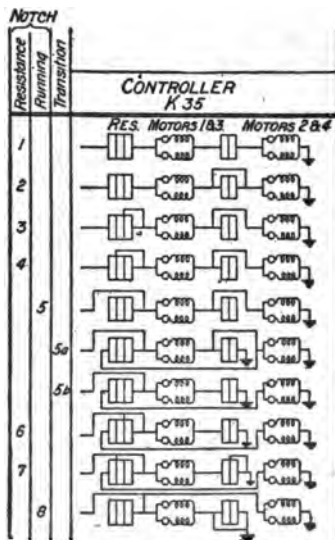 NOTCH
Resistance
Running
Transition
CONTROLLER
K 35
RES. MOTORS 1&3. MOTORS 2&4
1
2
3
4
5
5a
5b
6
7
8